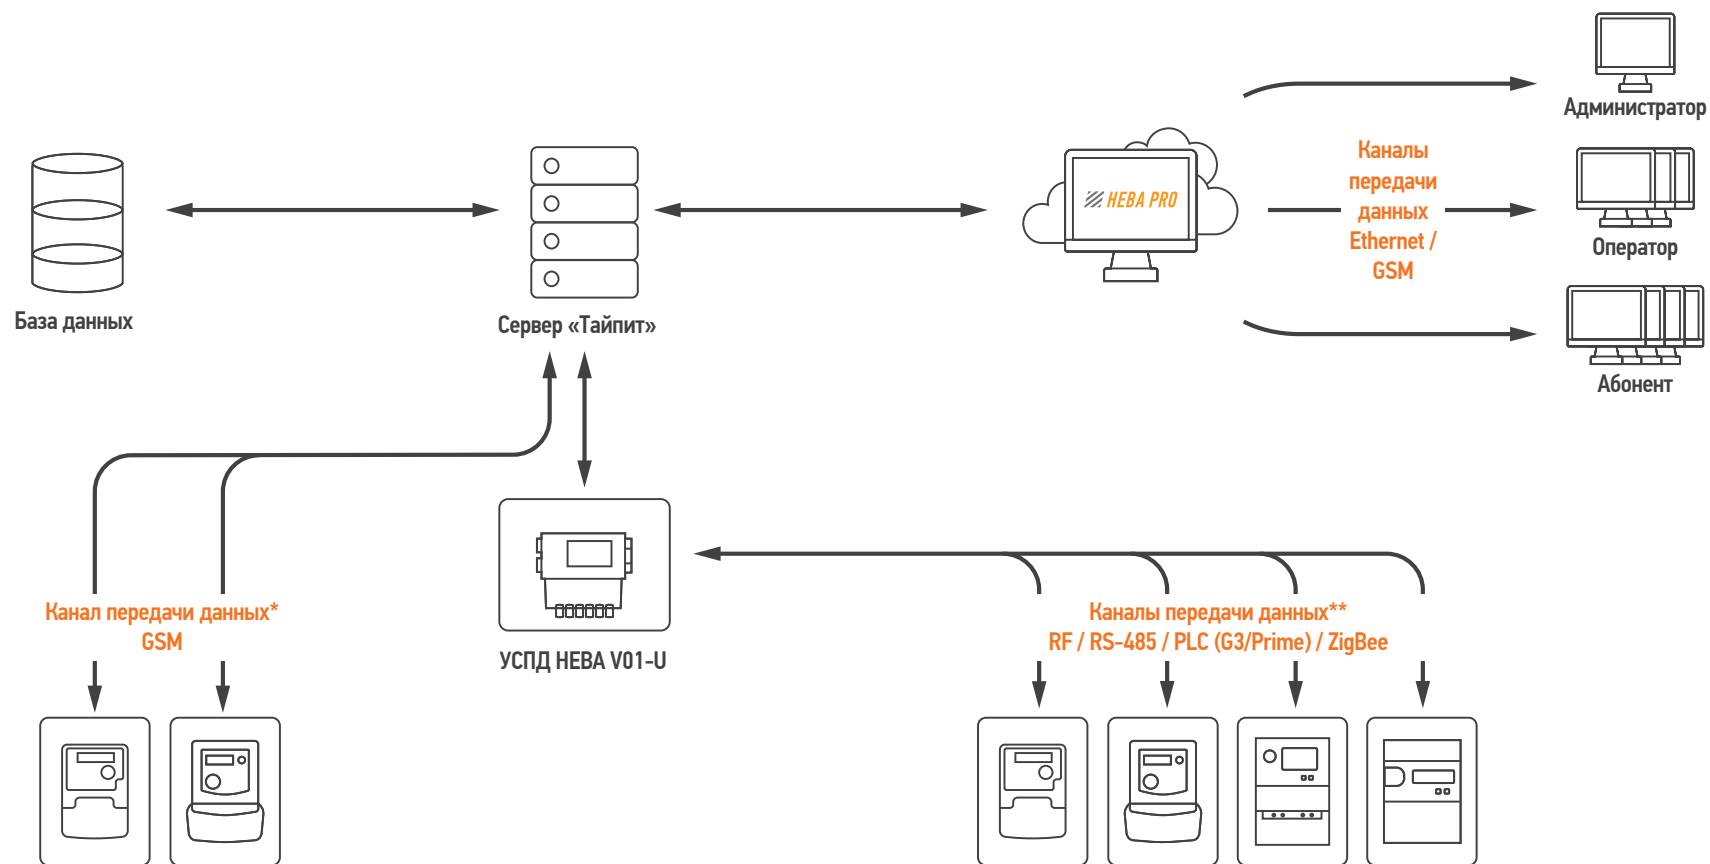 Администратор
Каналы
передачи
данных
Ethernet /
GSM
НЕВА PRO
Оператор
База данных
Сервер «Тайпит»
Абонент
Канал передачи данных*
GSM
УСПД НЕВА V01-U
Каналы передачи данных**
RF / RS-485 / PLC (G3/Prime) / ZigBee